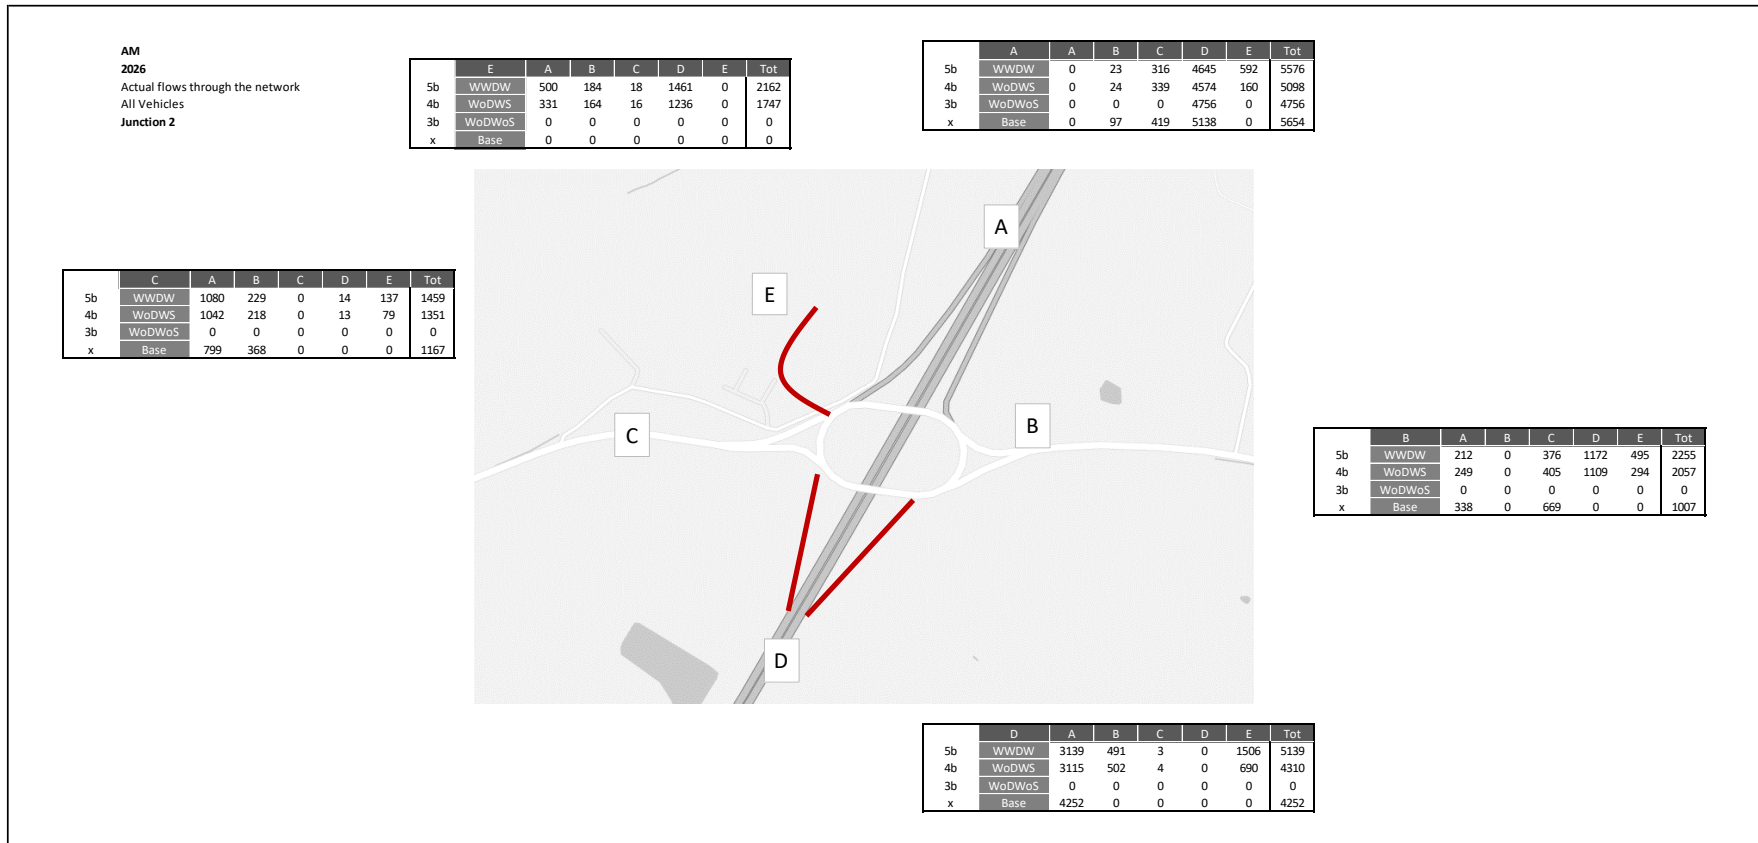 AM
2026
Actual flows through the network
All Vehicles
Junction 2
E A B C D E Tot
5b WWDW 500 184 18 1461 0 2162
4b WoDWS 331 164 16 1236 0 1747
3b WoDWoS 0 0 0 0 0 0
x Base 0 0 0 0 0 0
A A B C D E Tot
5b WWDW 0 23 316 4645 592 5576
4b WoDWS 0 24 339 4574 160 5098
3b WoDWoS 0 0 0 4756 0 4756
x Base 0 97 419 5138 0 5654
C A B C D E Tot
5b WWDW 1080 229 0 14 137 1459
4b WoDWS 1042 218 0 13 79 1351
3b WoDWoS 0 0 0 0 0 0
x Base 799 368 0 0 0 1167
A
E
B
C
D
B A B C D E Tot
5b WWDW 212 0 376 1172 495 2255
4b WoDWS 249 0 405 1109 294 2057
3b WoDWoS 0 0 0 0 0 0
x Base 338 0 669 0 0 1007
D A B C D E Tot
5b WWDW 3139 491 3 0 1506 5139
4b WoDWS 3115 502 4 0 690 4310
3b WoDWoS 0 0 0 0 0 0
x Base 4252 0 0 0 0 4252